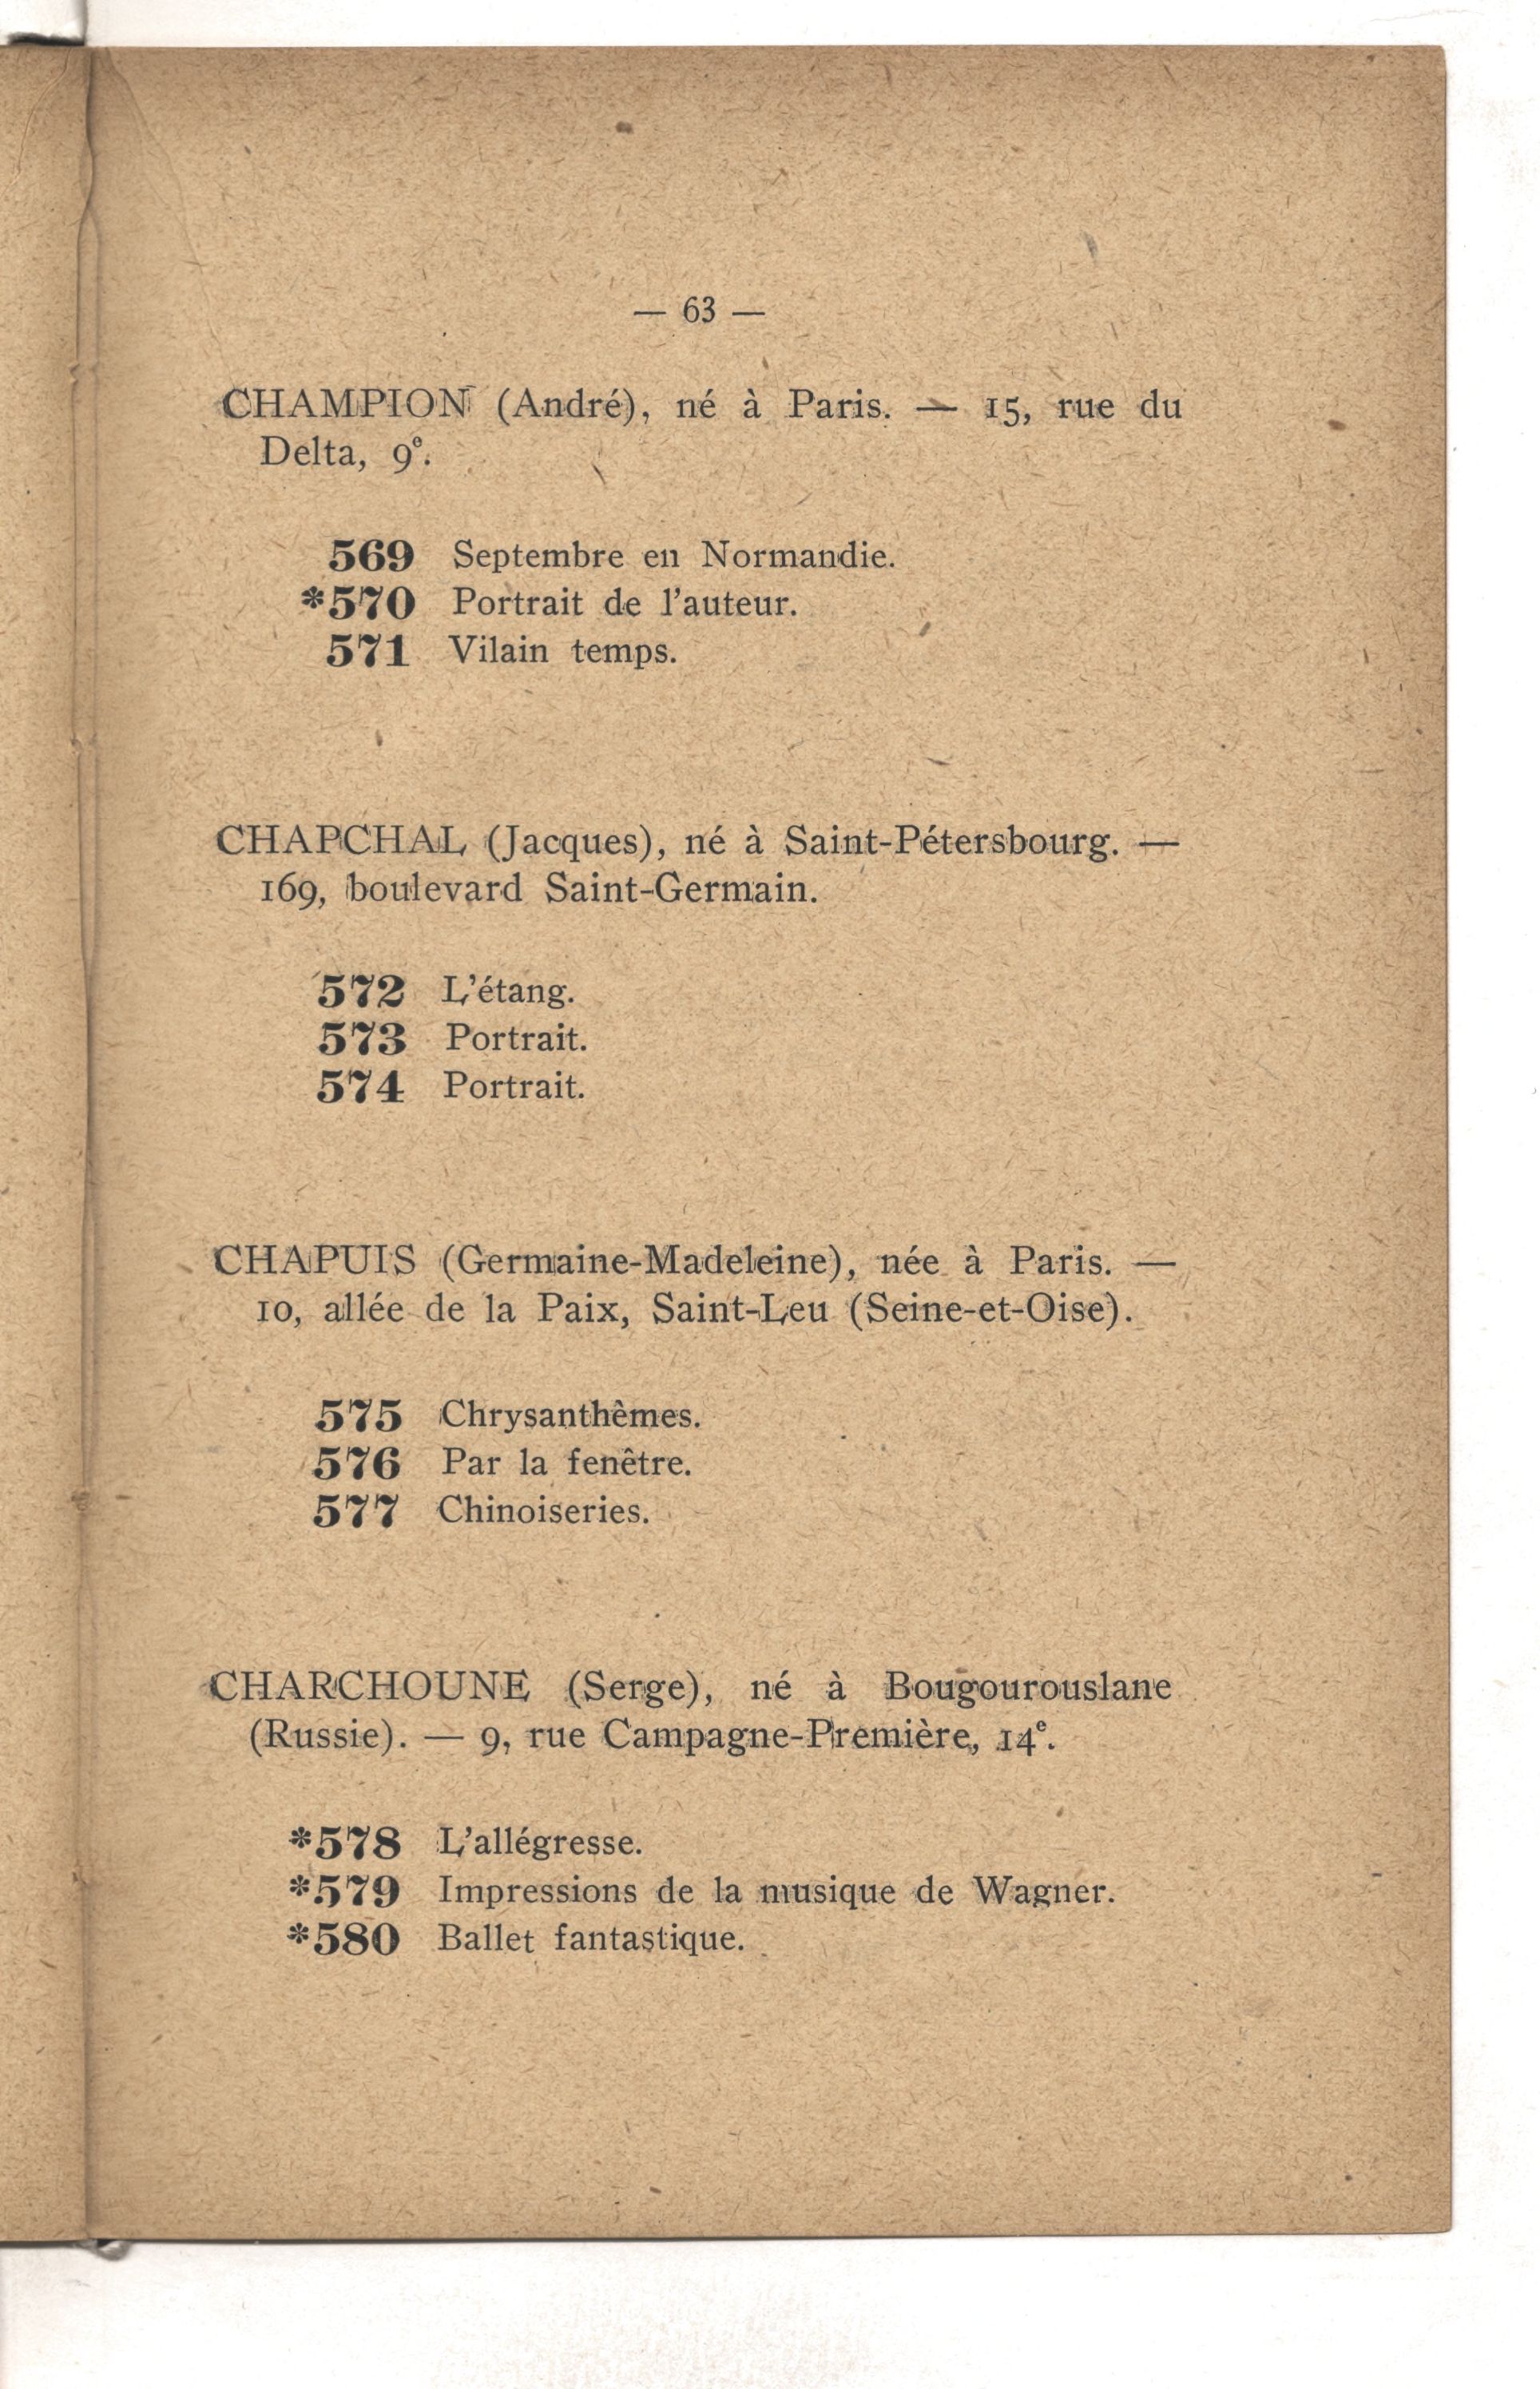 — 63 —
CHAMPION (André), né à Paris. — 15, rue du
Delta, 9e.
569 Septembre en Normandie.
*570 Portrait de l'auteur.
571 Vilain temps.
CHAPCHAL (Jacques), né à Saint-Pétersbourg. —
169, boulevard Saint-Germain.
572 L'étang.
573 Portrait.
574 Portrait.
CHAPUIS (Germaine-Madeleine), née à Paris. —
10, allée de la Paix, Saint-Leu (Seine-et-Oise).
575 Chrysanthèmes.
576 Par la fenêtre.
577 Chinoiseries.
CHARCHOUNE (Serge), né à Bougourouslane
(Russie). — 9, rue Campagne-Première, 14e.
*578 L'allégresse.
*579 Impressions de la musique de Wagner.
*580 Ballet fantastique.